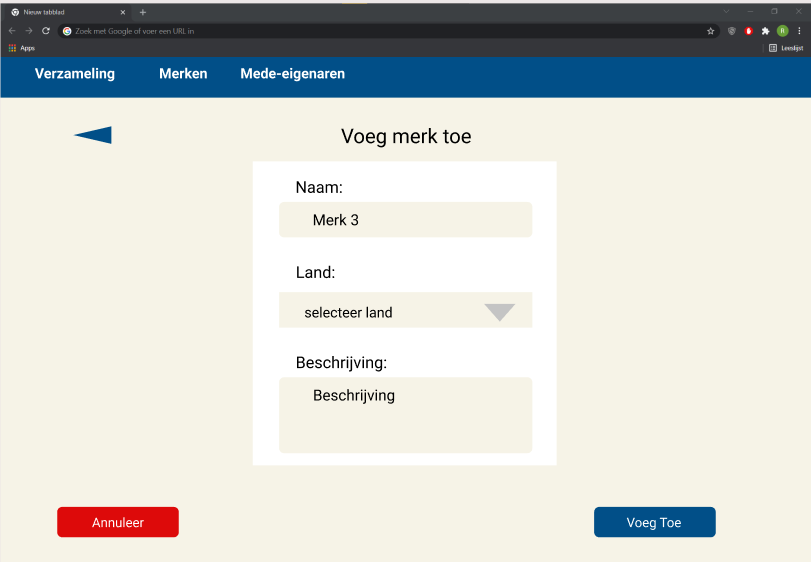 Nieuw tabblad
Zoek met Google of voer een URL in
R
Apps
Leeslijst
Verzameling Merken Mede-eigenaren
Voeg merk toe
Naam:
Merk 3
Land:
selecteer land
Beschrijving:
Beschrijving
Annuleer Voeg Toe